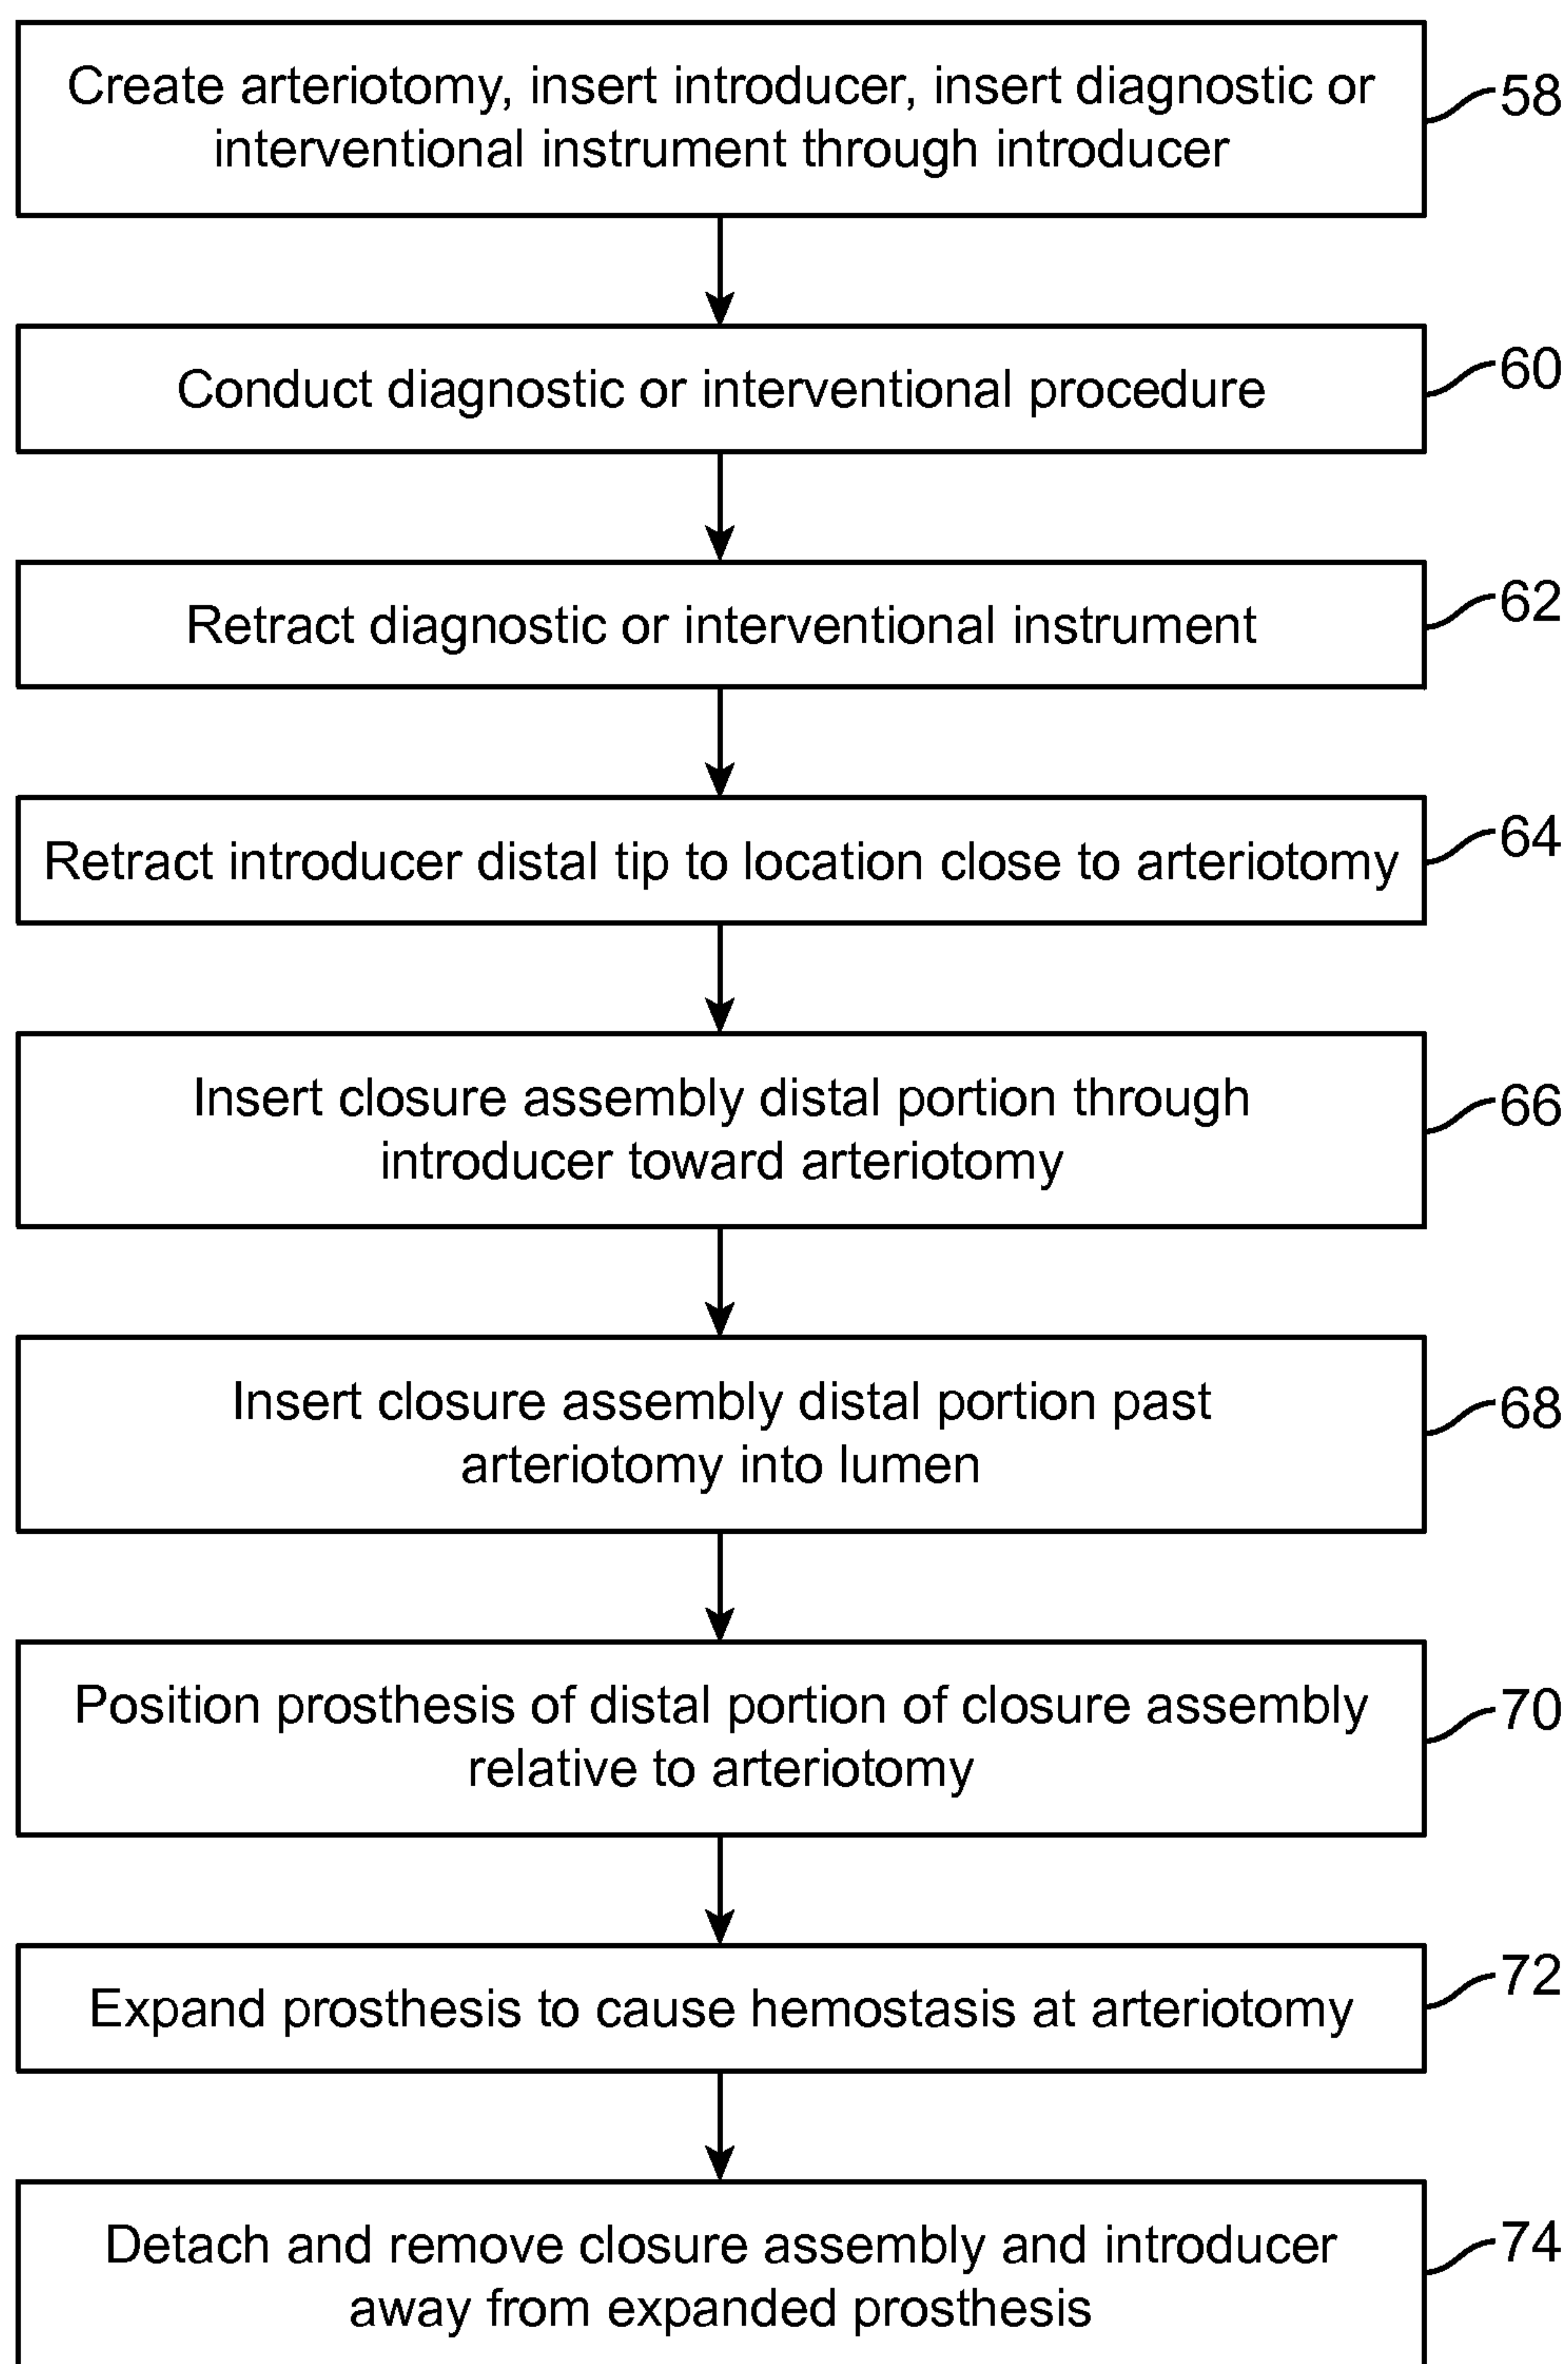 Create arteriotomy, insert introducer, insert diagnostic or
interventional instrument through introducer
58
Conduct diagnostic or interventional procedure
60
Retract diagnostic or interventional instrument
62
Retract introducer distal tip to location close to arteriotomy
64
Insert closure assembly distal portion through
introducer toward arteriotomy
66
Insert closure assembly distal portion past
arteriotomy into lumen
68
Position prosthesis of distal portion of closure assembly
relative to arteriotomy
70
Expand prosthesis to cause hemostasis at arteriotomy
72
Detach and remove closure assembly and introducer
away from expanded prosthesis
74